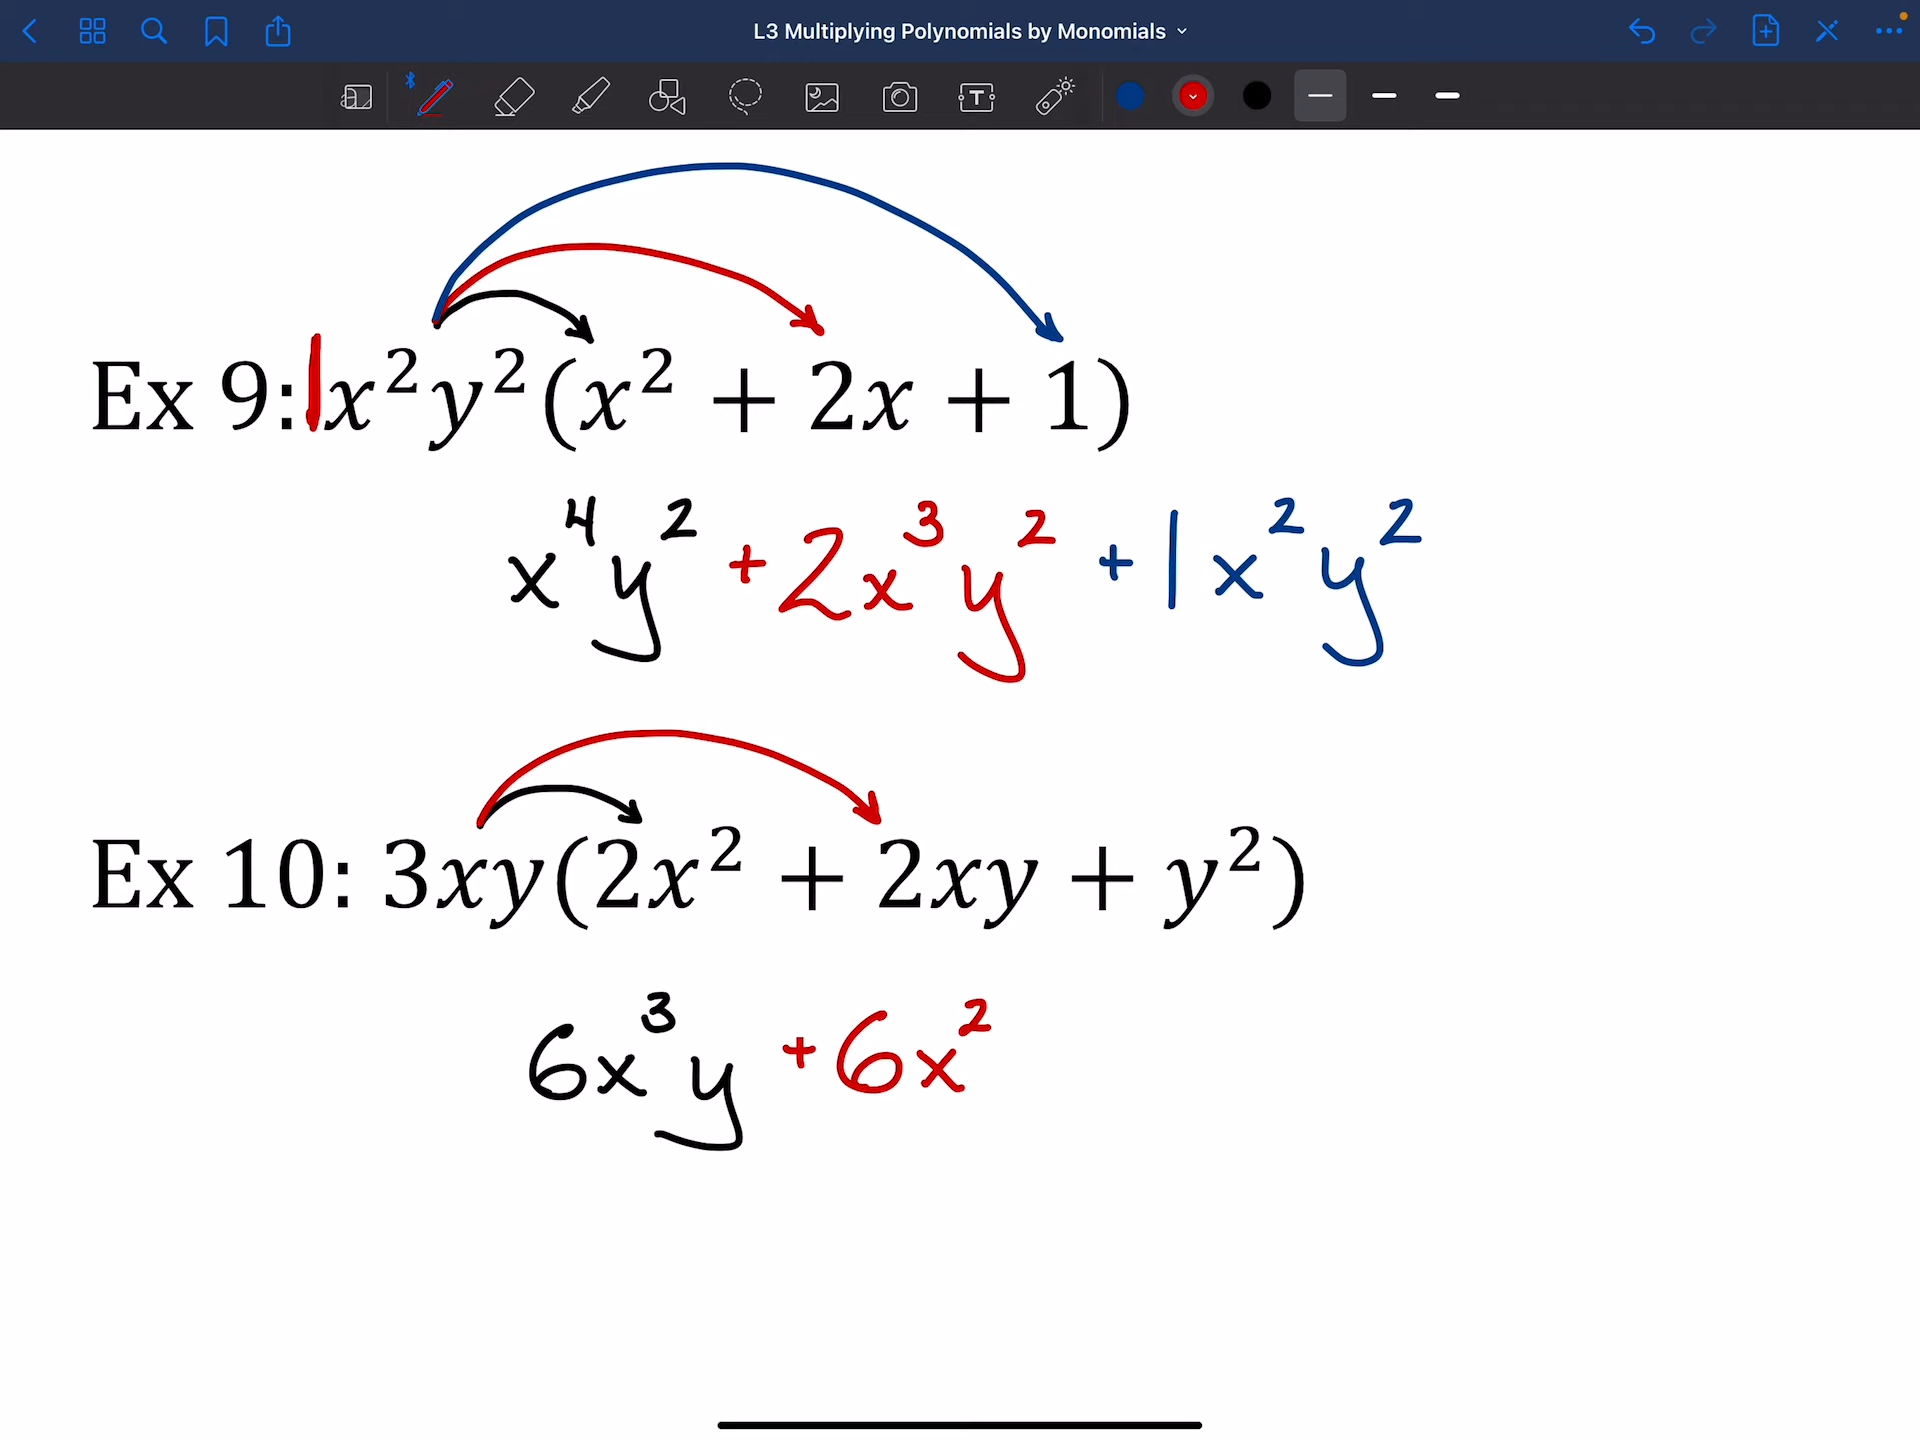 L3 Multiplying Polynomials by Monomials
T
Ex 9: 1x²y²(x² + 2x + 1)
x⁴y² + 2x³y² + 1x²y²
Ex 10: 3xy(2x² + 2xy + y²)
6x³y + 6x²